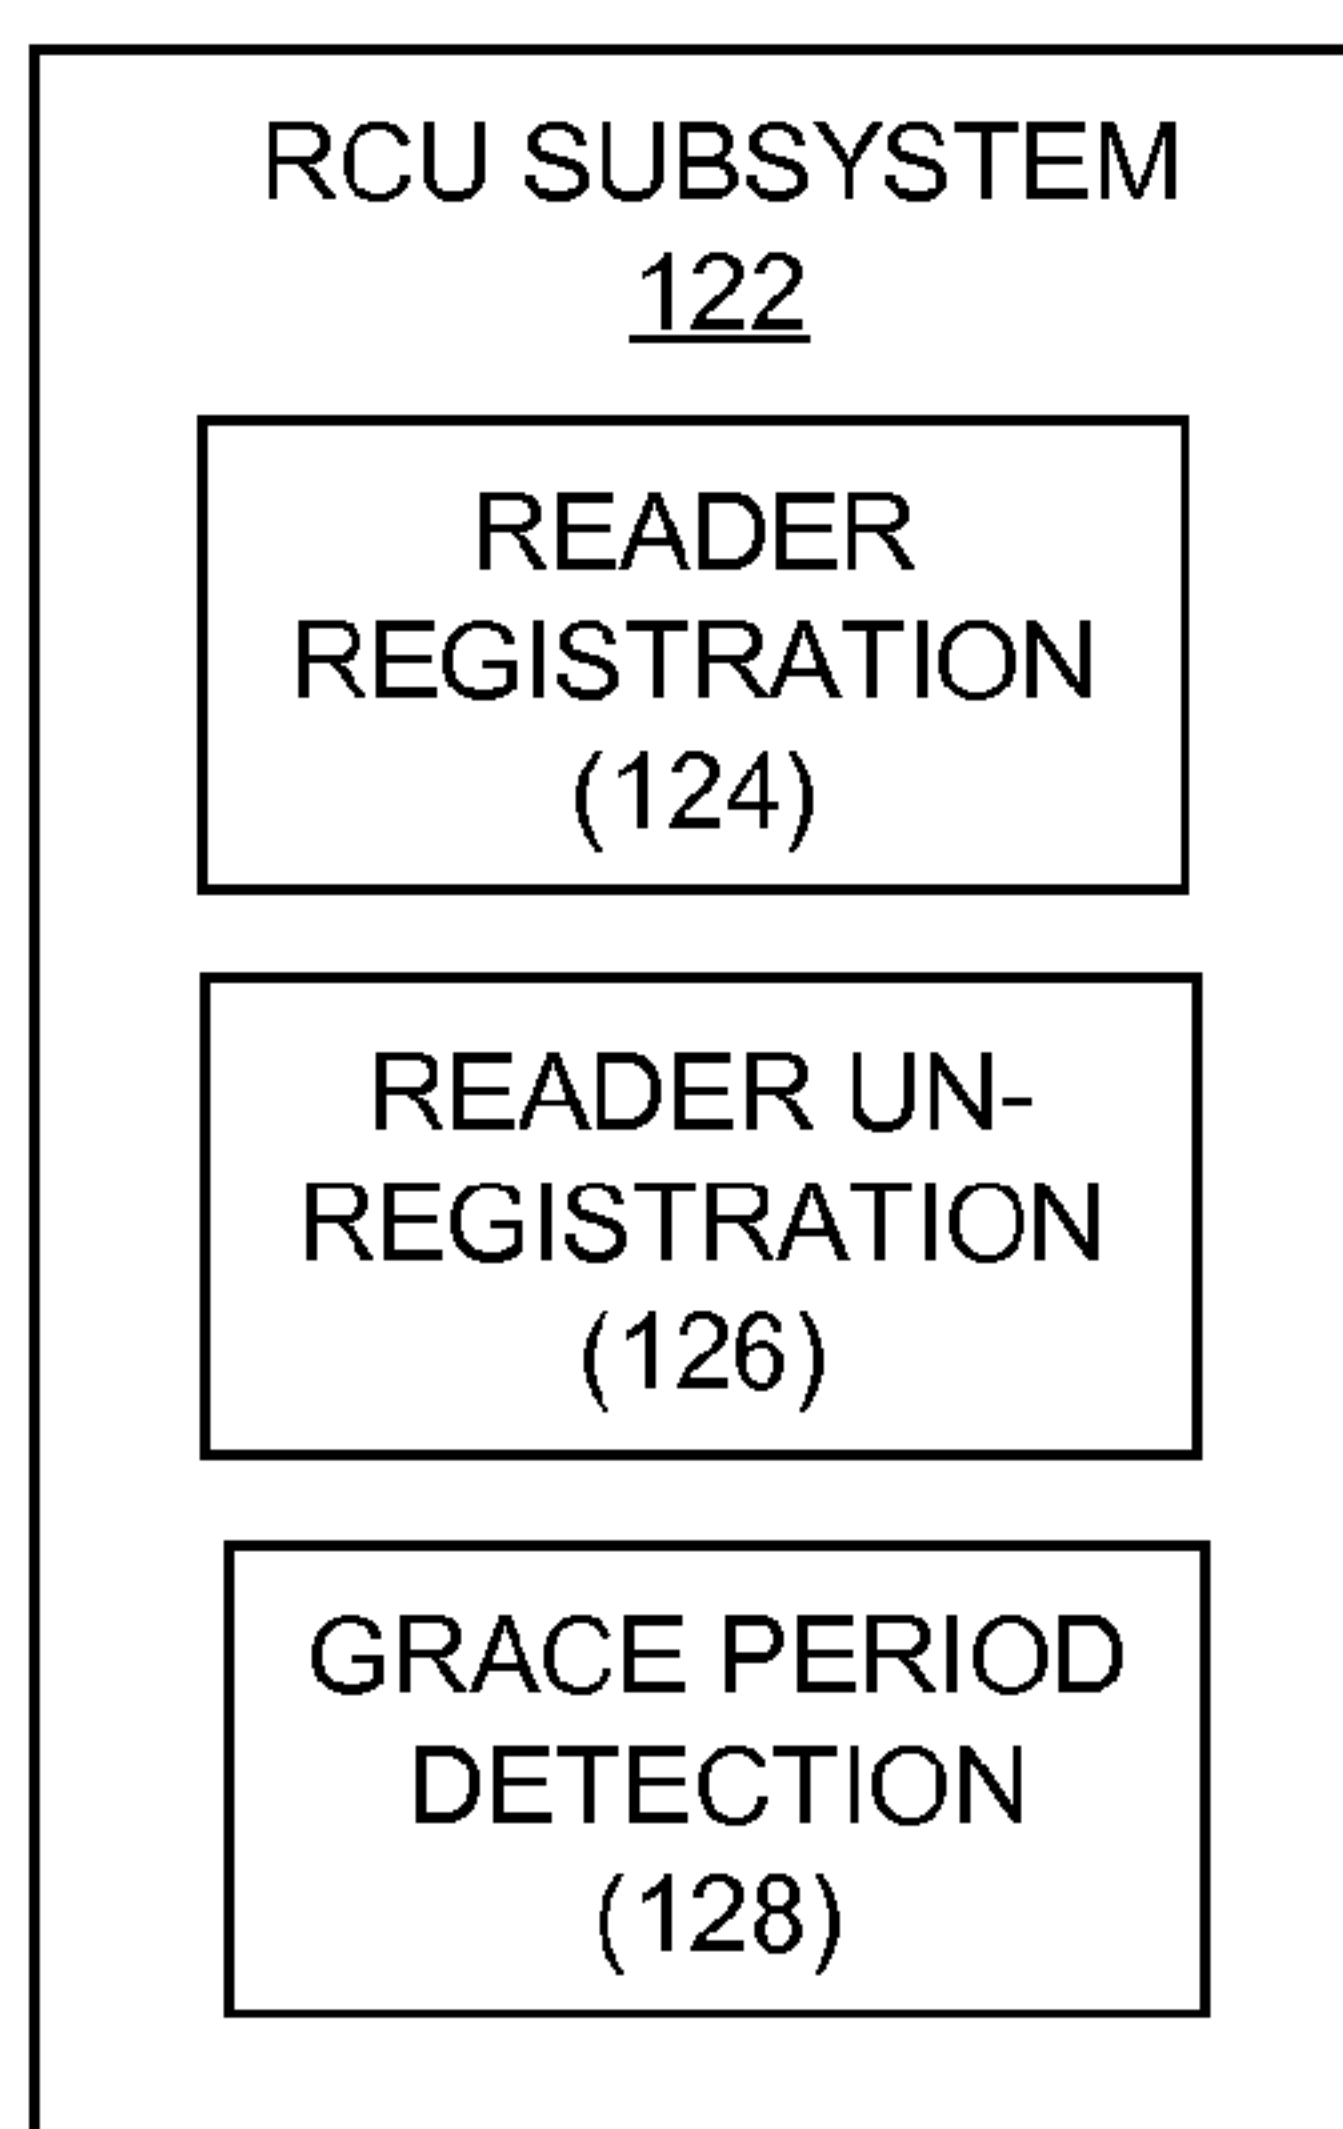 RCU SUBSYSTEM
122
READER
REGISTRATION
(124)
READER UN-
REGISTRATION
(126)
GRACE PERIOD
DETECTION
(128)